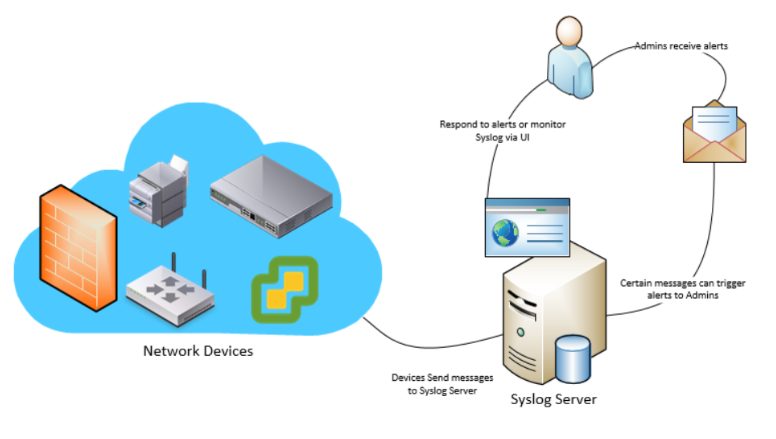 Admins receive alerts
Respond to alerts or monitor
Syslog via UI
Certain messages can trigger
alerts to Admins
Network Devices
Devices Send messages
to Syslog Server
Syslog Server